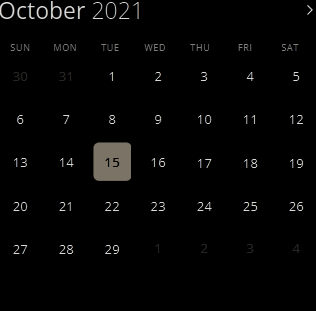 October 2021
SUN MON TUE WED THU FRI SAT
30 31 1 2 3 4 5
6 7 8 9 10 11 12
13 14 15 16 17 18 19
20 21 22 23 24 25 26
27 28 29 1 2 3 4